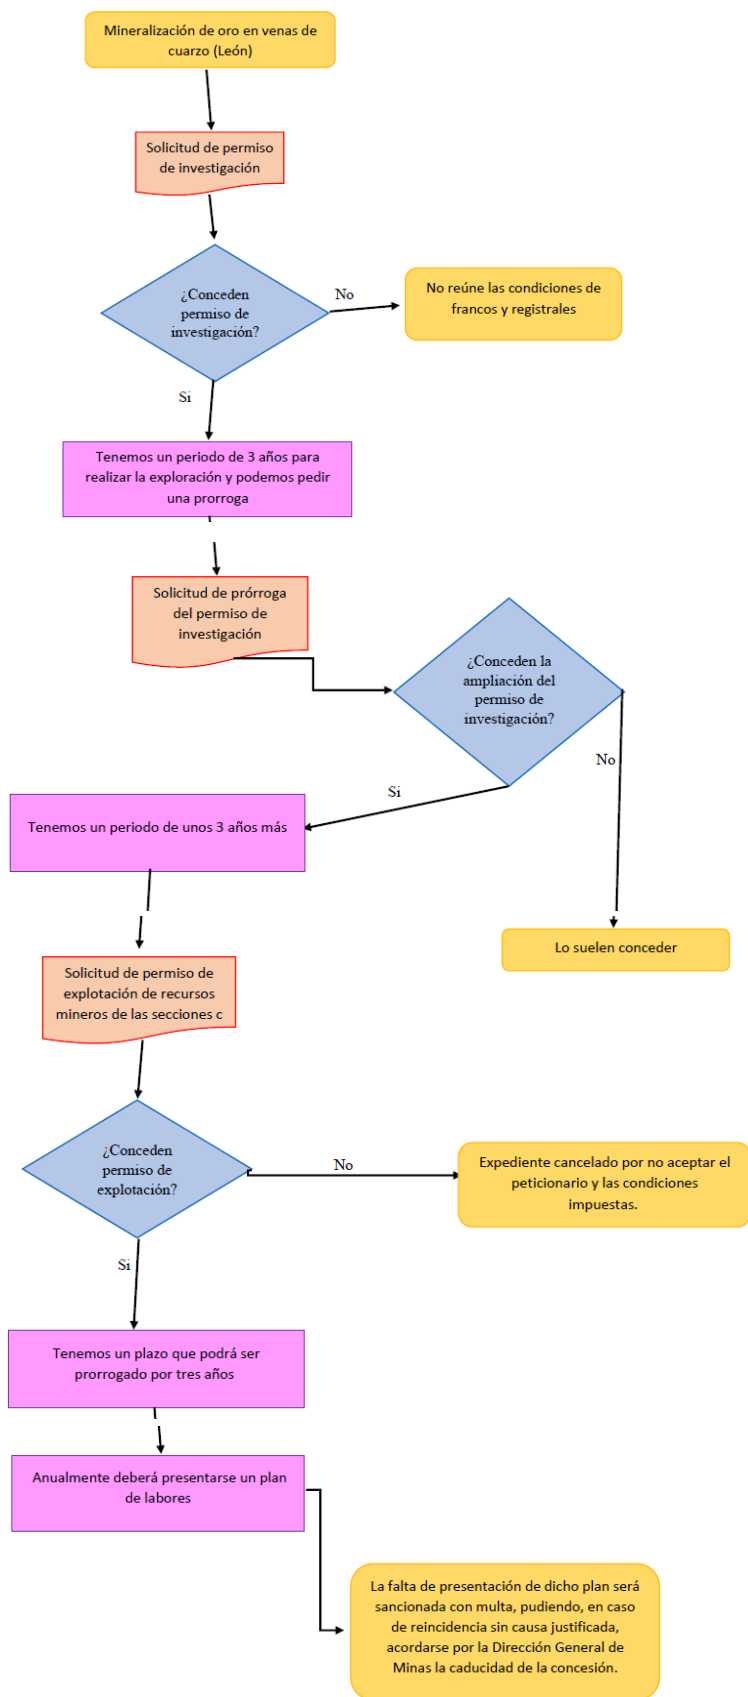 Mineralización de oro en venas de
cuarzo (León)
Solicitud de permiso
de investigación
¿Conceden
permiso de
investigación?
No
No reúne las condiciones de
francos y registrales
Si
Tenemos un periodo de 3 años para
realizar la exploración y podemos pedir
una prorroga
Solicitud de prórroga
del permiso de
investigación
¿Conceden la
ampliación del
permiso de
investigación?
No
Si
Tenemos un periodo de unos 3 años más
Lo suelen conceder
Solicitud de permiso de
explotación de recursos
mineros de las secciones c
¿Conceden
permiso de
explotación?
No
Expediente cancelado por no aceptar el
peticionario y las condiciones
impuestas.
Si
Tenemos un plazo que podrá ser
prorrogado por tres años
Anualmente deberá presentarse un plan
de labores
La falta de presentación de dicho plan será
sancionada con multa, pudiendo, en caso
de reincidencia sin causa justificada,
acordarse por la Dirección General de
Minas la caducidad de la concesión.